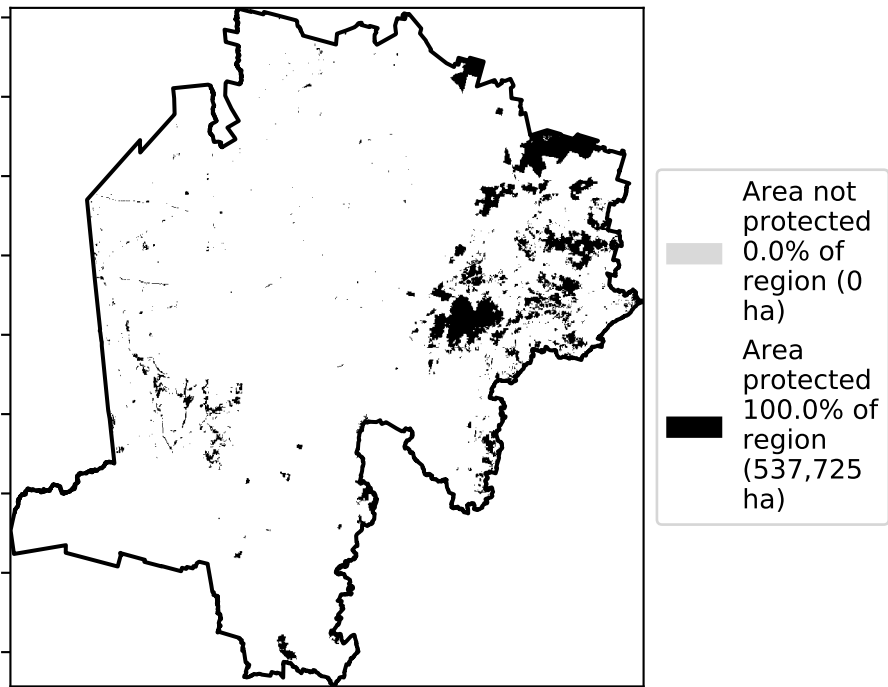 Area not
protected
0.0% of
region (0
ha)
Area
protected
100.0% of
region
(537,725
ha)